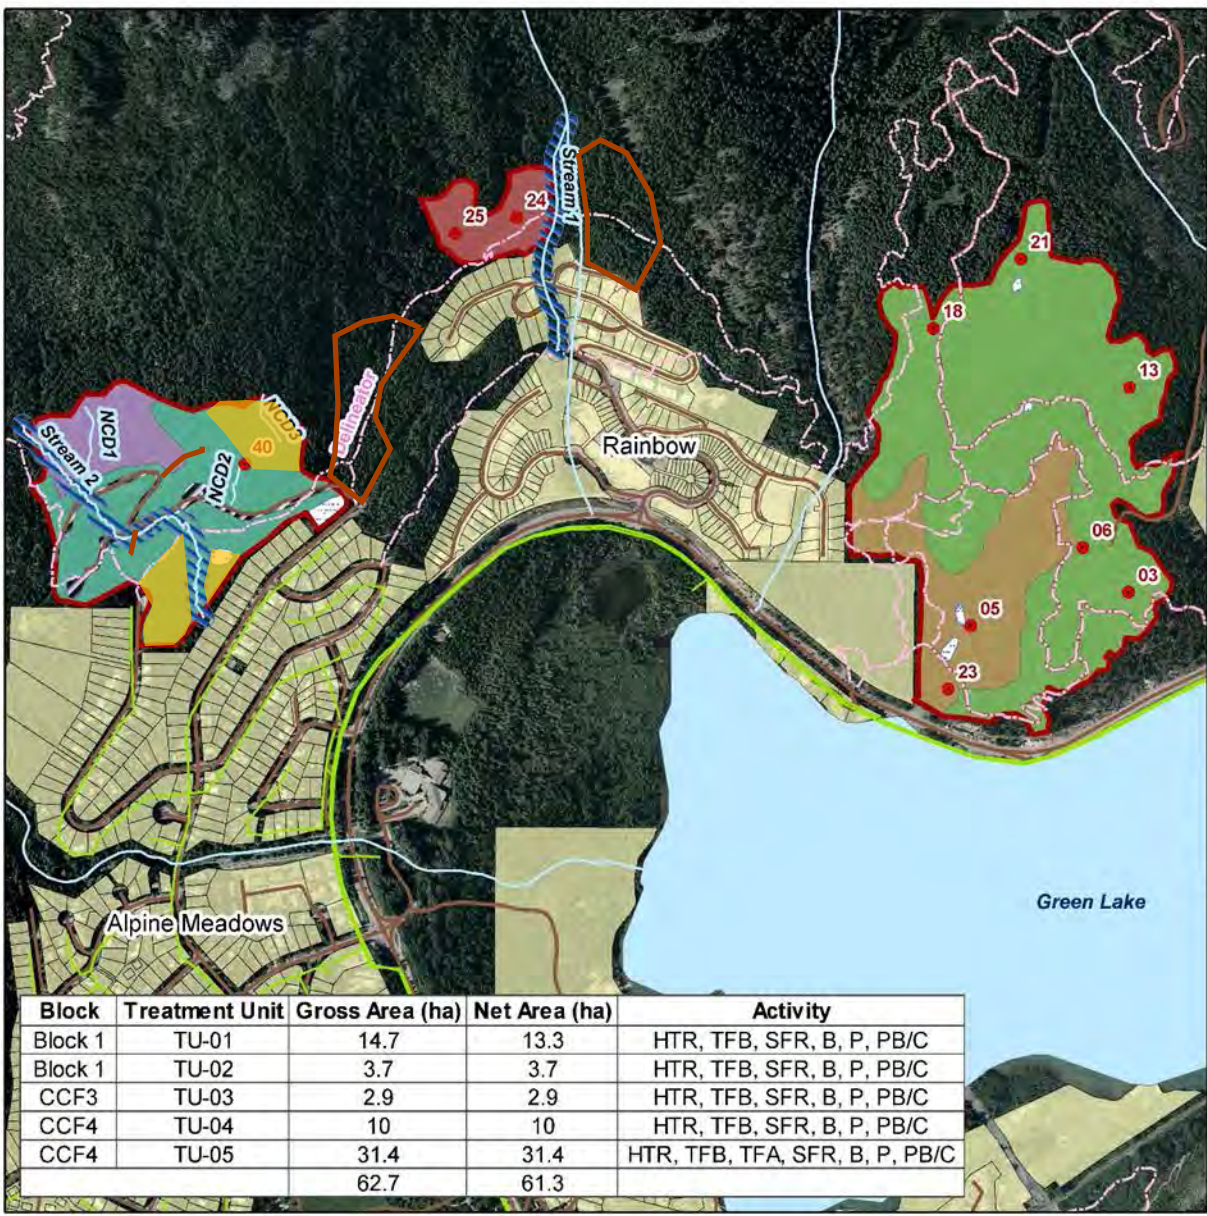 Stream 1
24
25
21
18
13
Delineator
NCD3
NCD1
Stream 2
NCD2
40
Rainbow
06
03
05
23
Green Lake
Alpine Meadows
Block Treatment Unit Gross Area (ha) Net Area (ha) Activity
Block 1 TU-01 14.7 13.3 HTR, TFB, SFR, B, P, PB/C
Block 1 TU-02 3.7 3.7 HTR, TFB, SFR, B, P, PB/C
CCF3 TU-03 2.9 2.9 HTR, TFB, SFR, B, P, PB/C
CCF4 TU-04 10 10 HTR, TFB, SFR, B, P, PB/C
CCF4 TU-05 31.4 31.4 HTR, TFB, TFA, SFR, B, P, PB/C
62.7 61.3